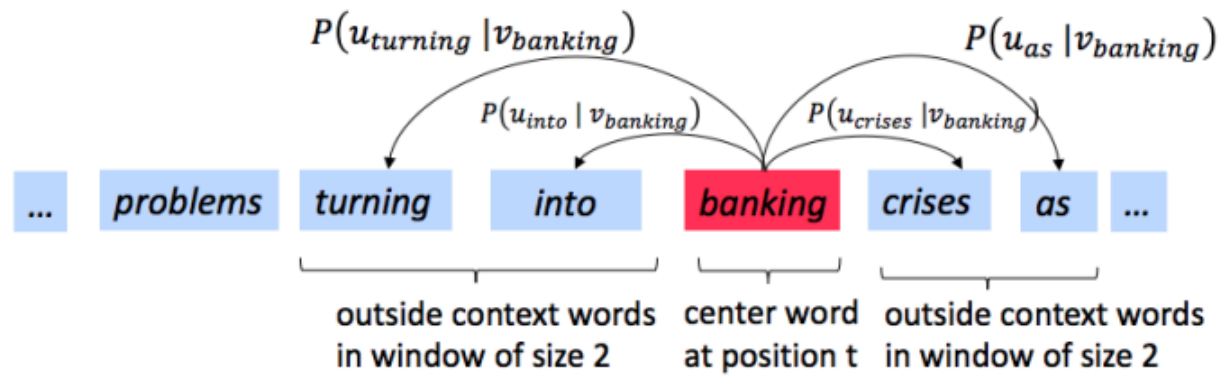 P(u_turning | v_banking) P(u_as | v_banking)
P(u_into | v_banking) P(u_crises | v_banking)
... problems turning into banking crises as ...
outside context words center word outside context words
in window of size 2 at position t in window of size 2